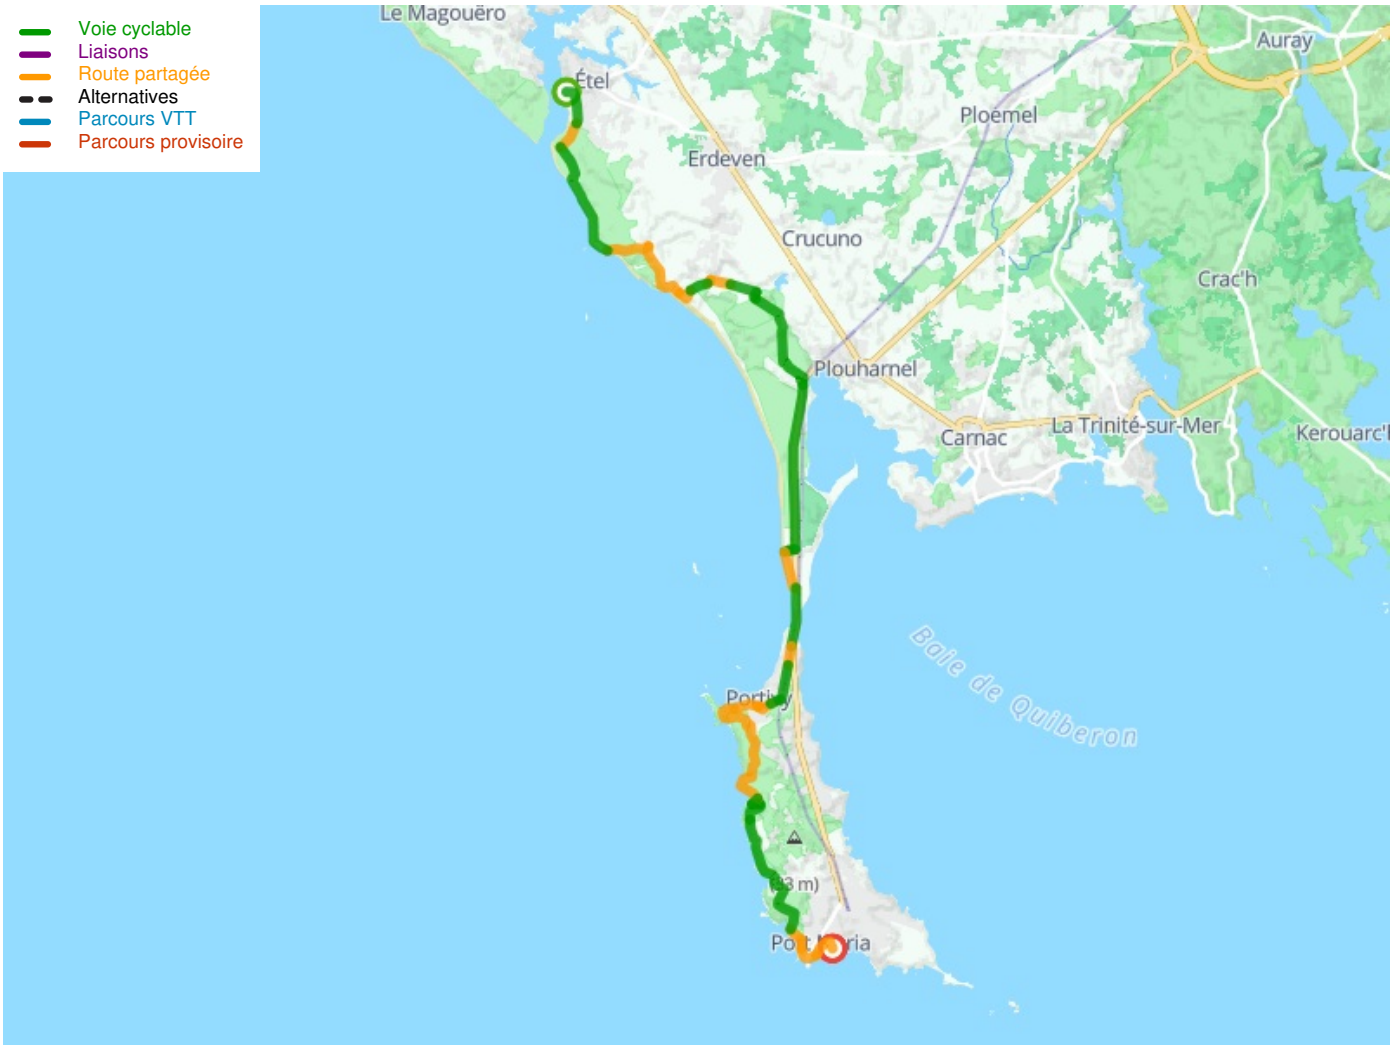 Voie cyclable
Liaisons
Route partagée
Alternatives
Parcours VTT
Parcours provisoire
Le Magouëro
Étel
Auray
Ploemel
Erdeven
Crucuno
Crac'h
Plouharnel
Carnac
La Trinité-sur-Mer
Baie de Quiberon